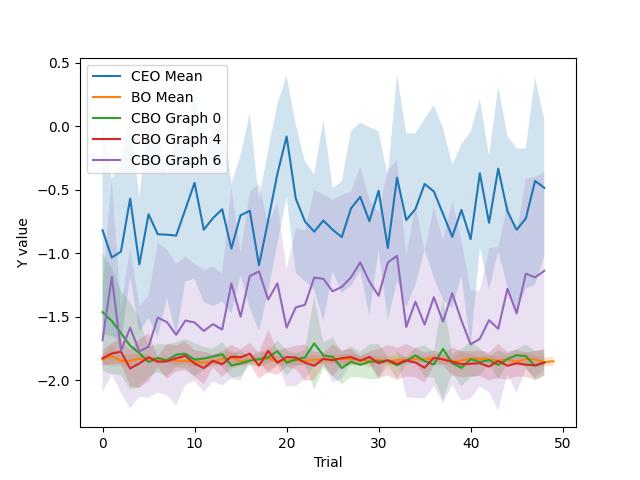 0.5
0.0
−0.5
−1.0
−1.5
−2.0
Y value
CEO Mean
BO Mean
CBO Graph 0
CBO Graph 4
CBO Graph 6
0 10 20 30 40 50
Trial